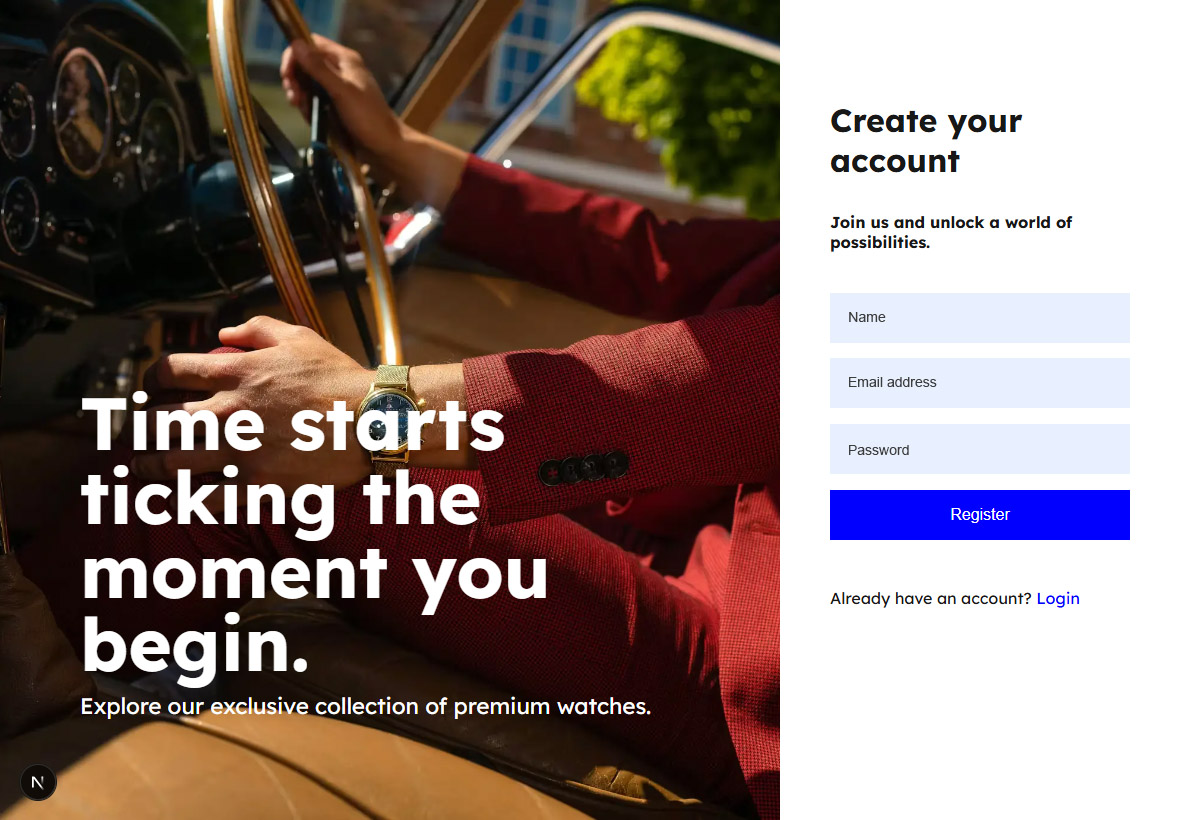 Time starts
ticking the
moment you
begin.
Explore our exclusive collection of premium watches.
N
Create your
account
Join us and unlock a world of
possibilities.
Name
Email address
Password
Register
Already have an account? Login